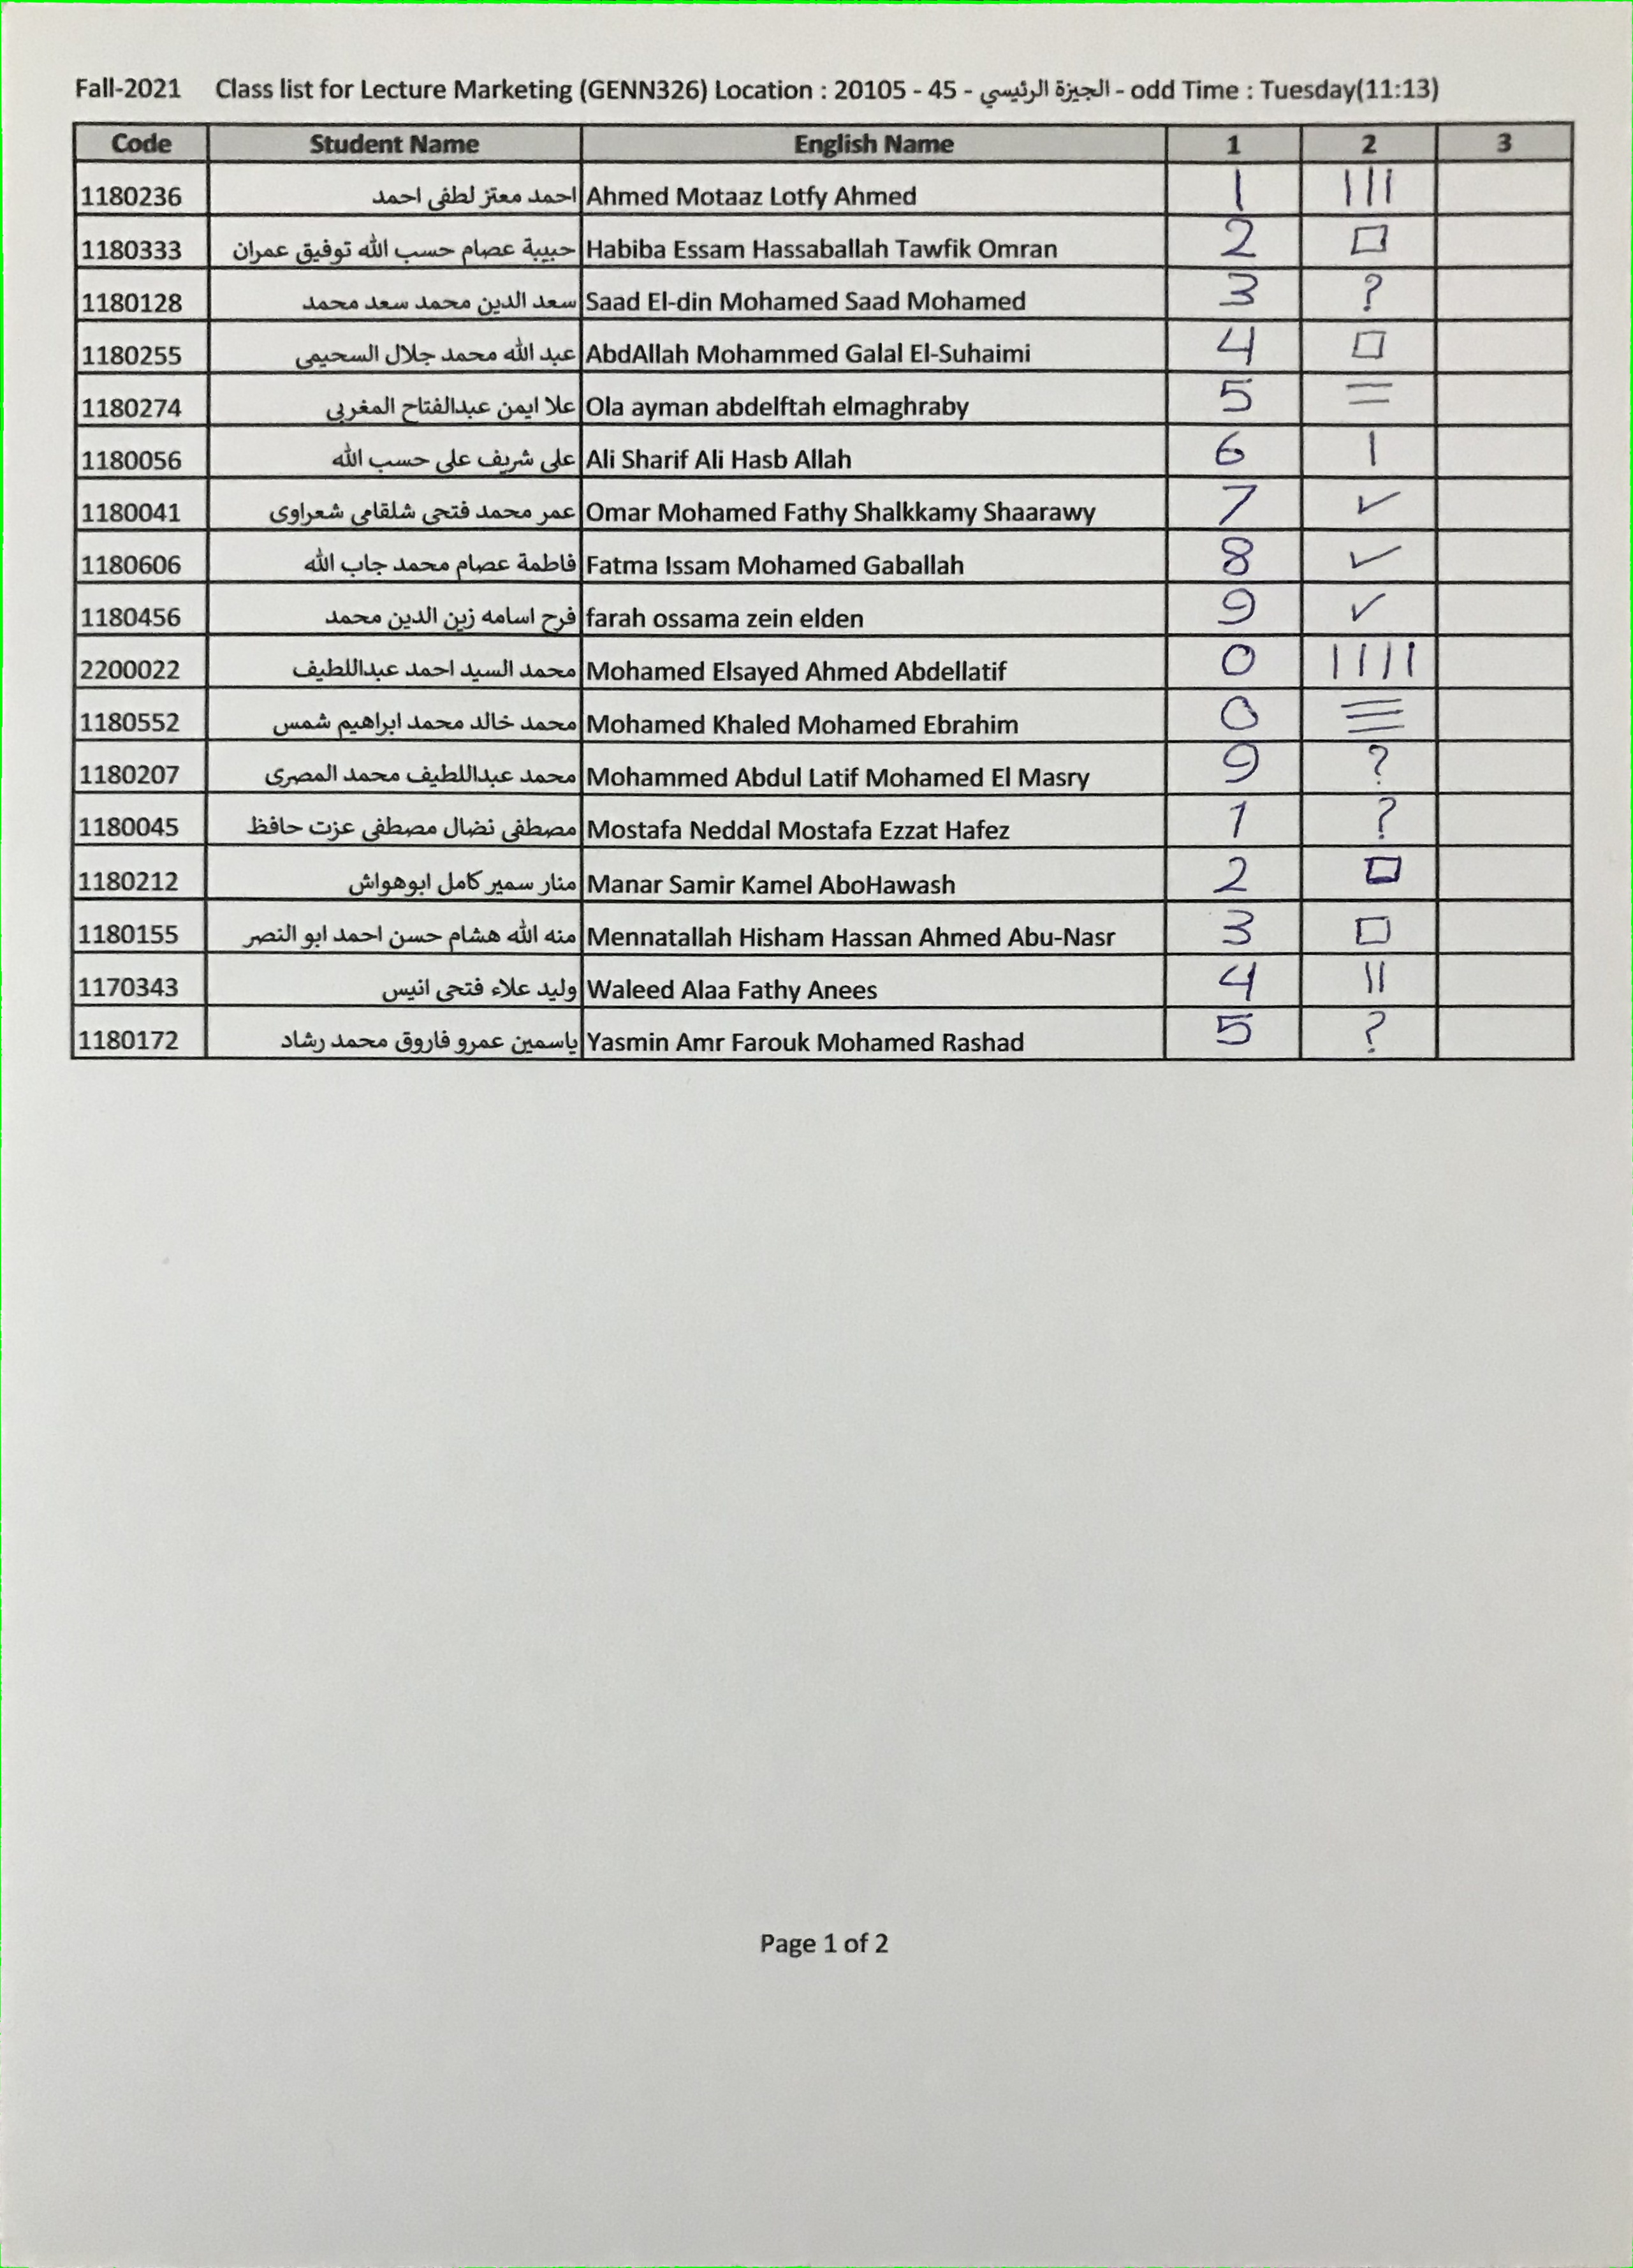 Fall-2021 Class list for Lecture Marketing (GENN326) Location : 20105 - 45 - الجيزة الرئيسي - odd Time : Tuesday(11:13)
Code Student Name English Name 1 2 3
1180236 احمد معتز لطفى احمد Ahmed Motaaz Lotfy Ahmed 1 |||
1180333 حبيبة عصام حسب الله توفيق عمران Habiba Essam Hassaballah Tawfik Omran 2 □
1180128 سعد الدين محمد سعد محمد Saad El-din Mohamed Saad Mohamed 3 ?
1180255 عبد الله محمد جلال السحيمى AbdAllah Mohammed Galal El-Suhaimi 4 □
1180274 علا ايمن عبدالفتاح المغربى Ola ayman abdelftah elmaghraby 5 =
1180056 على شريف على حسب الله Ali Sharif Ali Hasb Allah 6 |
1180041 عمر محمد فتحى شلقامى شعراوى Omar Mohamed Fathy Shalkkamy Shaarawy 7 ✓
1180606 فاطمة عصام محمد جاب الله Fatma Issam Mohamed Gaballah 8 ✓
1180456 فرح اسامه زين الدين محمد farah ossama zein elden 9 ✓
2200022 محمد السيد احمد عبداللطيف Mohamed Elsayed Ahmed Abdellatif 0 ||||
1180552 محمد خالد محمد ابراهيم شمس Mohamed Khaled Mohamed Ebrahim 0 ≡
1180207 محمد عبداللطيف محمد المصرى Mohammed Abdul Latif Mohamed El Masry 9 ?
1180045 مصطفى نضال مصطفى عزت حافظ Mostafa Neddal Mostafa Ezzat Hafez 1 ?
1180212 منار سمير كامل ابوهواش Manar Samir Kamel AboHawash 2 □
1180155 منه الله هشام حسن احمد ابو النصر Mennatallah Hisham Hassan Ahmed Abu-Nasr 3 □
1170343 وليد علاء فتحى انيس Waleed Alaa Fathy Anees 4 ||
1180172 ياسمين عمرو فاروق محمد رشاد Yasmin Amr Farouk Mohamed Rashad 5 ?
Page 1 of 2